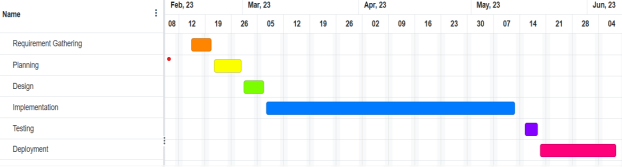 Name
Feb, 23 Mar, 23 Apr, 23 May, 23 Jun, 23
08 12 19 26 05 12 19 26 02 09 16 23 30 07 14 21 28 04
Requirement Gathering
Planning
Design
Implementation
Testing
Deployment